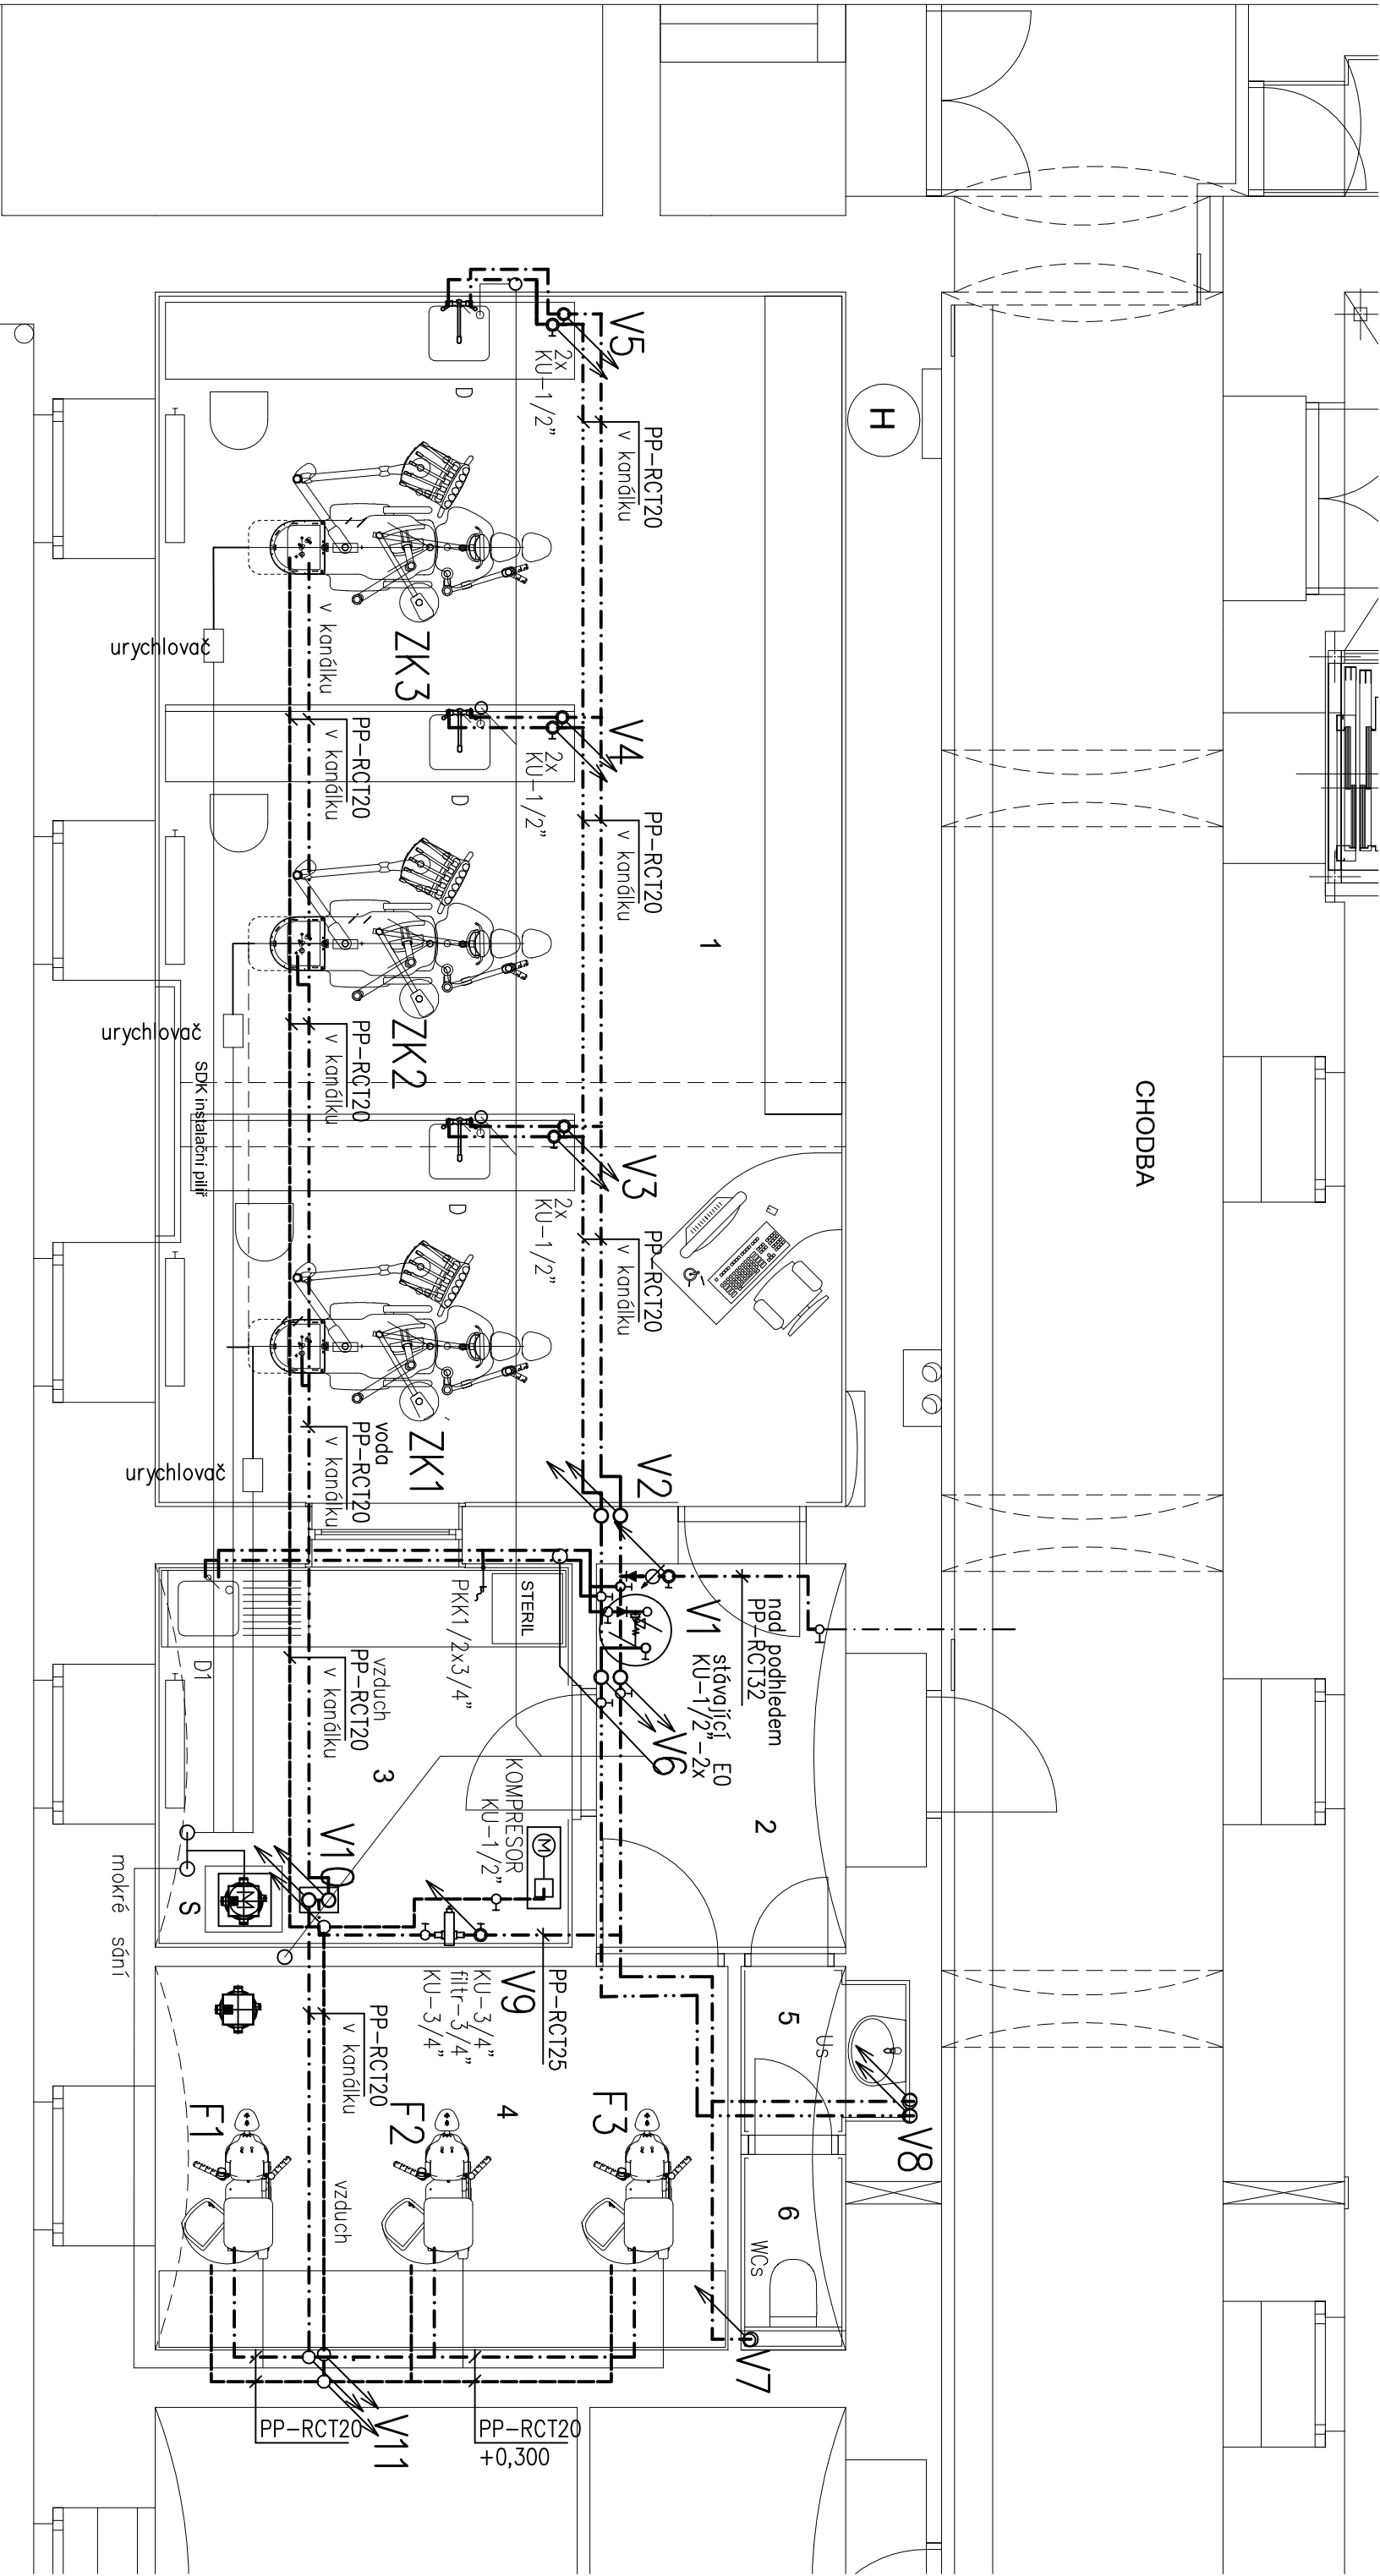 V5
2x
KU-1/2"
D
PP-RCT20
v kanálku
H
ZK3
v kanálku
urychlovač
PP-RCT20
v kanálku
V4
2x
KU-1/2"
D
PP-RCT20
v kanálku
1
ZK2
urychlovač
PP-RCT20
v kanálku
SDK instalační pilíř
CHODBA
V3
2x
KU-1/2"
D
PP-RCT20
v kanálku
ZK1
voda
PP-RCT20
v kanálku
urychlovač
V2
STERIL
PKK1/2x3/4"
D1
vzduch
PP-RCT20
v kanálku
nad podhledem
PP-RCT32
V1
stávající EO
KU-1/2"-2x
V6
2
3
KOMPRESOR
KU-1/2"
M
V10
M
S
mokré sání
PP-RCT25
V9
KU-3/4"
filtr-3/4"
KU-3/4"
PP-RCT20
v kanálku
5
Us
V8
4
F1
F2
F3
vzduch
6
WCs
V7
PP-RCT20
V11
PP-RCT20
+0,300